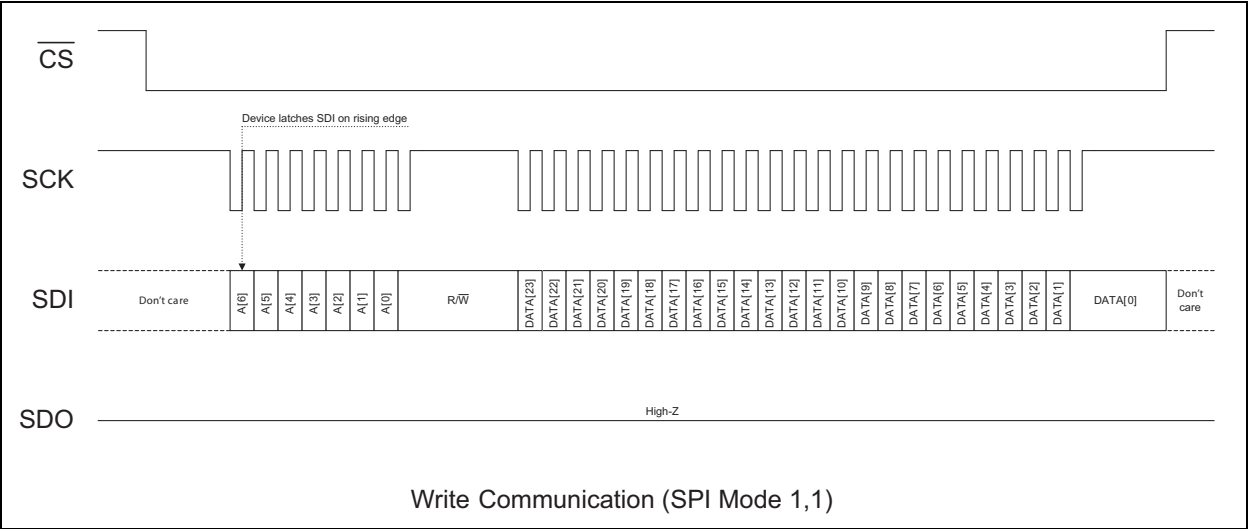 CS
Device latches SDI on rising edge
SCK
SDI
Don't care
A[6]
A[5]
A[4]
A[3]
A[2]
A[1]
A[0]
R/W
DATA[23]
DATA[22]
DATA[21]
DATA[20]
DATA[19]
DATA[18]
DATA[17]
DATA[16]
DATA[15]
DATA[14]
DATA[13]
DATA[12]
DATA[11]
DATA[10]
DATA[9]
DATA[8]
DATA[7]
DATA[6]
DATA[5]
DATA[4]
DATA[3]
DATA[2]
DATA[1]
DATA[0]
Don't
care
SDO
High-Z
Write Communication (SPI Mode 1,1)